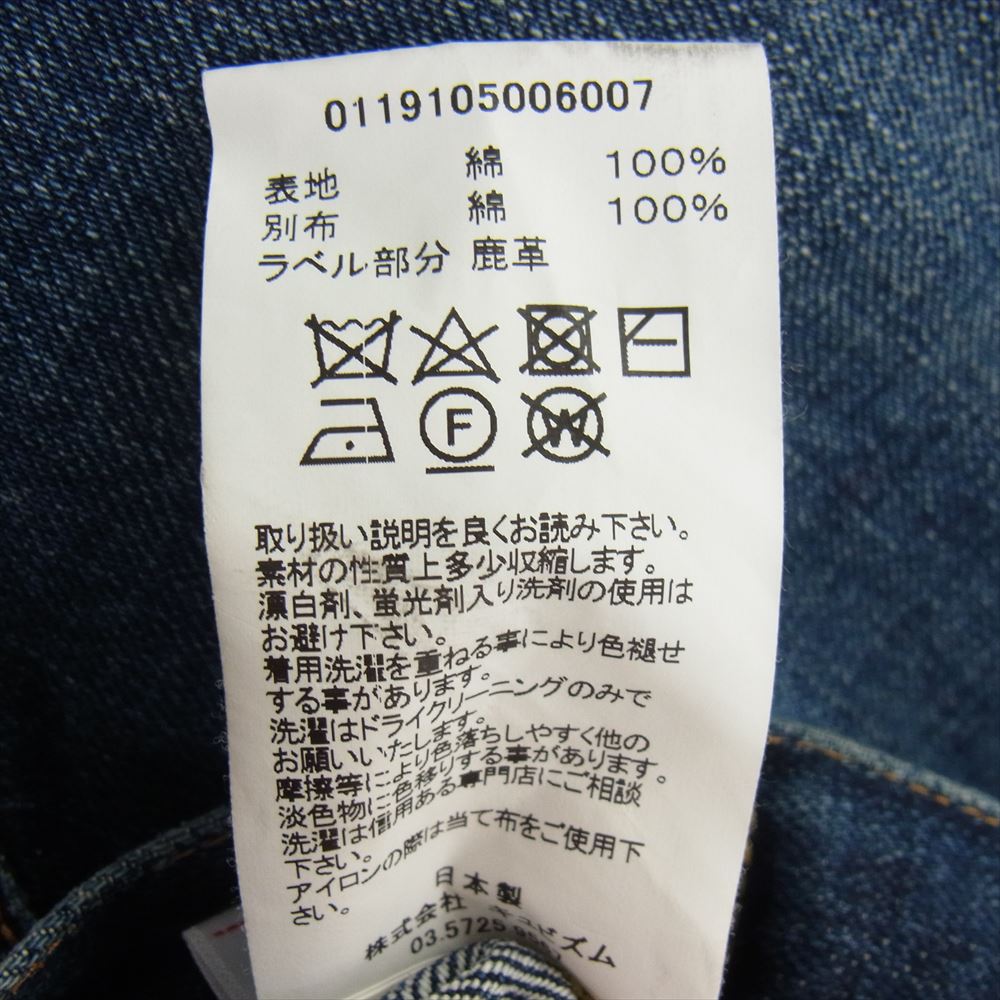 0119105006007
表地 綿 100%
別布 綿 100%
ラベル部分 鹿革
F
W
取り扱い説明を良くお読み下さい。
素材の性質上多少収縮します。
漂白剤、蛍光剤入り洗剤の使用は
お避け下さい。
着用洗濯を重ねる事により色褪せ
する事があります。
洗濯はドライクリーニングのみで
お願いいたします。
摩擦等により色落ちしやすく他の
淡色物に色移りする事があります。
洗濯は信用ある専門店にご相談
下さい。
アイロンの際は当て布をご使用下
さい。
日本製
株式会社 キュビズム
03.5725